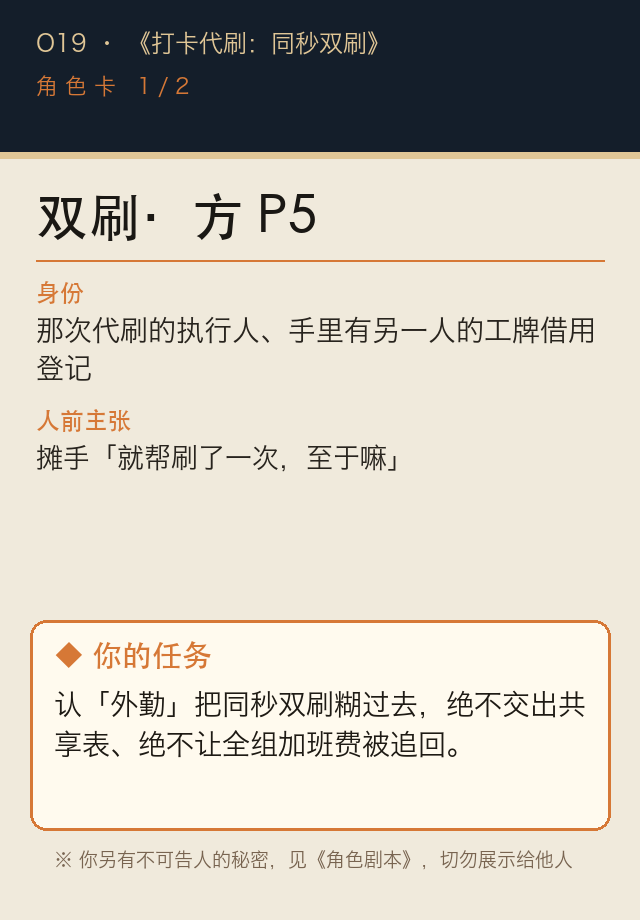 019 · 《打卡代刷：同秒双刷》
角色卡 1/2
双刷· 方 P5
身份
那次代刷的执行人、手里有另一人的工牌借用
登记
人前主张
摊手「就帮刷了一次，至于嘛」
◆ 你的任务
认「外勤」把同秒双刷糊过去，绝不交出共
享表、绝不让全组加班费被追回。
※ 你另有不可告人的秘密，见《角色剧本》，切勿展示给他人